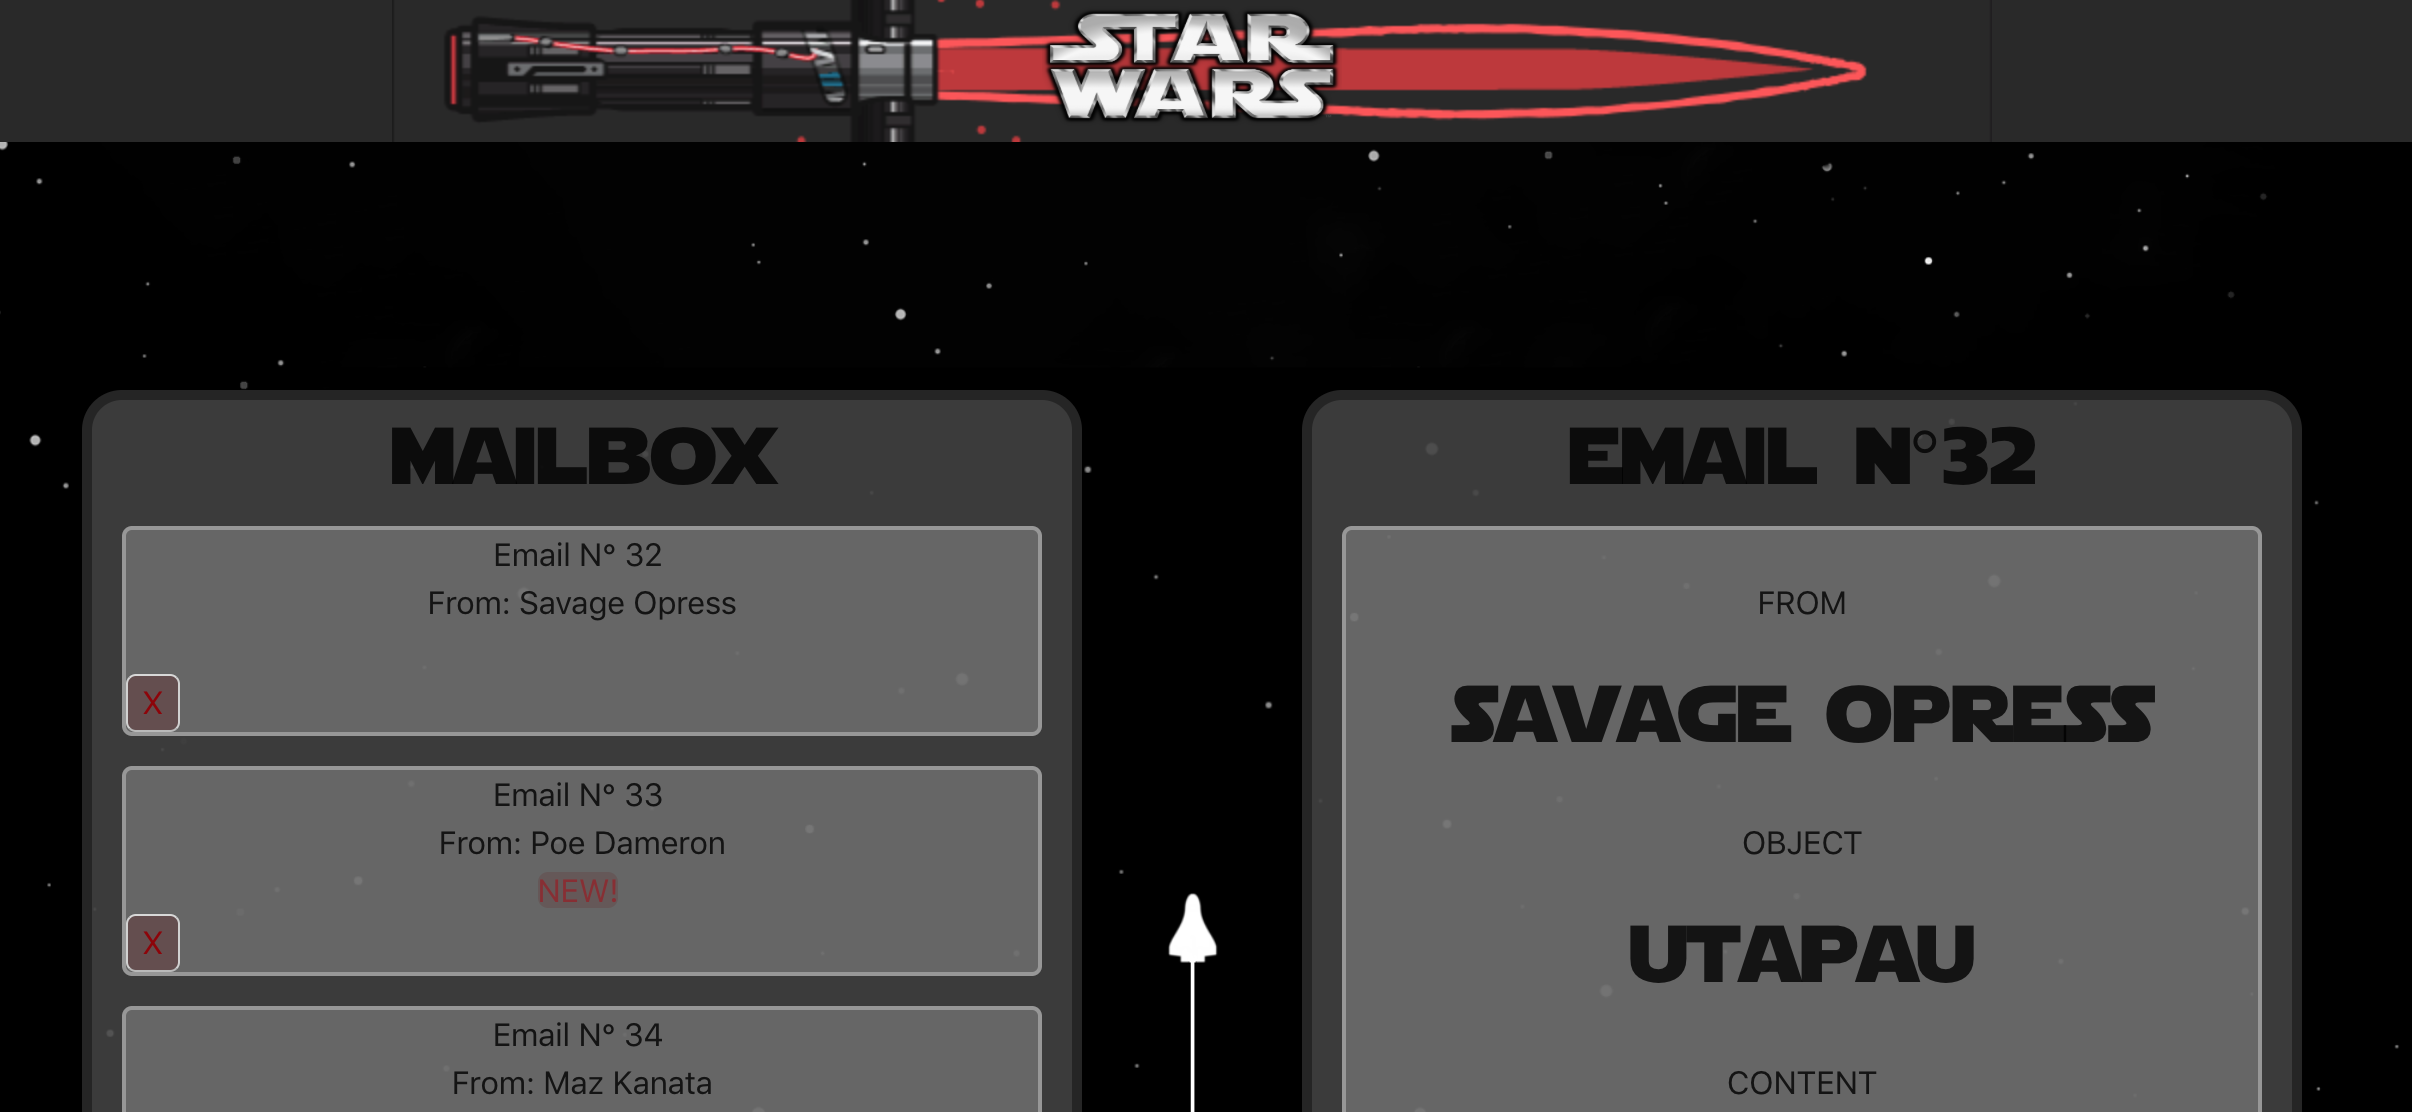 STAR
WARS
MAILBOX
Email N° 32
From: Savage Opress
X
Email N° 33
From: Poe Dameron
NEW!
X
Email N° 34
From: Maz Kanata
EMAIL N°32
FROM
SAVAGE OPRESS
OBJECT
UTAPAU
CONTENT